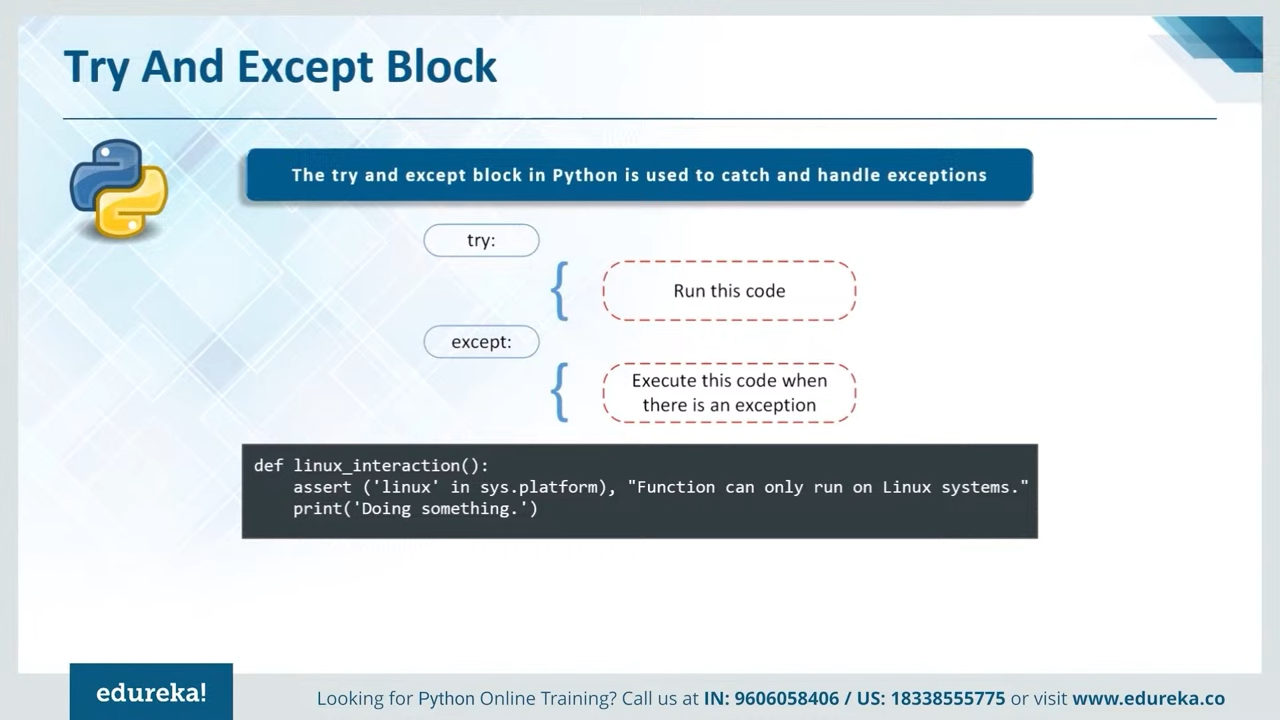 Try And Except Block
The try and except block in Python is used to catch and handle exceptions
try:
Run this code
except:
Execute this code when
there is an exception
def linux_interaction():
    assert ('linux' in sys.platform), "Function can only run on Linux systems."
    print('Doing something.')
edureka!
Looking for Python Online Training? Call us at IN: 9606058406 / US: 18338555775 or visit www.edureka.co